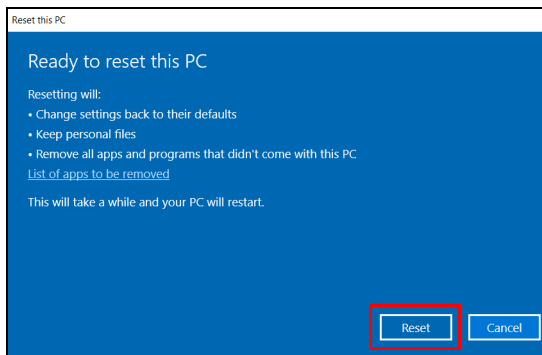 Reset this PC
Ready to reset this PC
Resetting will:
• Change settings back to their defaults
• Keep personal files
• Remove all apps and programs that didn't come with this PC
List of apps to be removed
This will take a while and your PC will restart.
Reset
Cancel